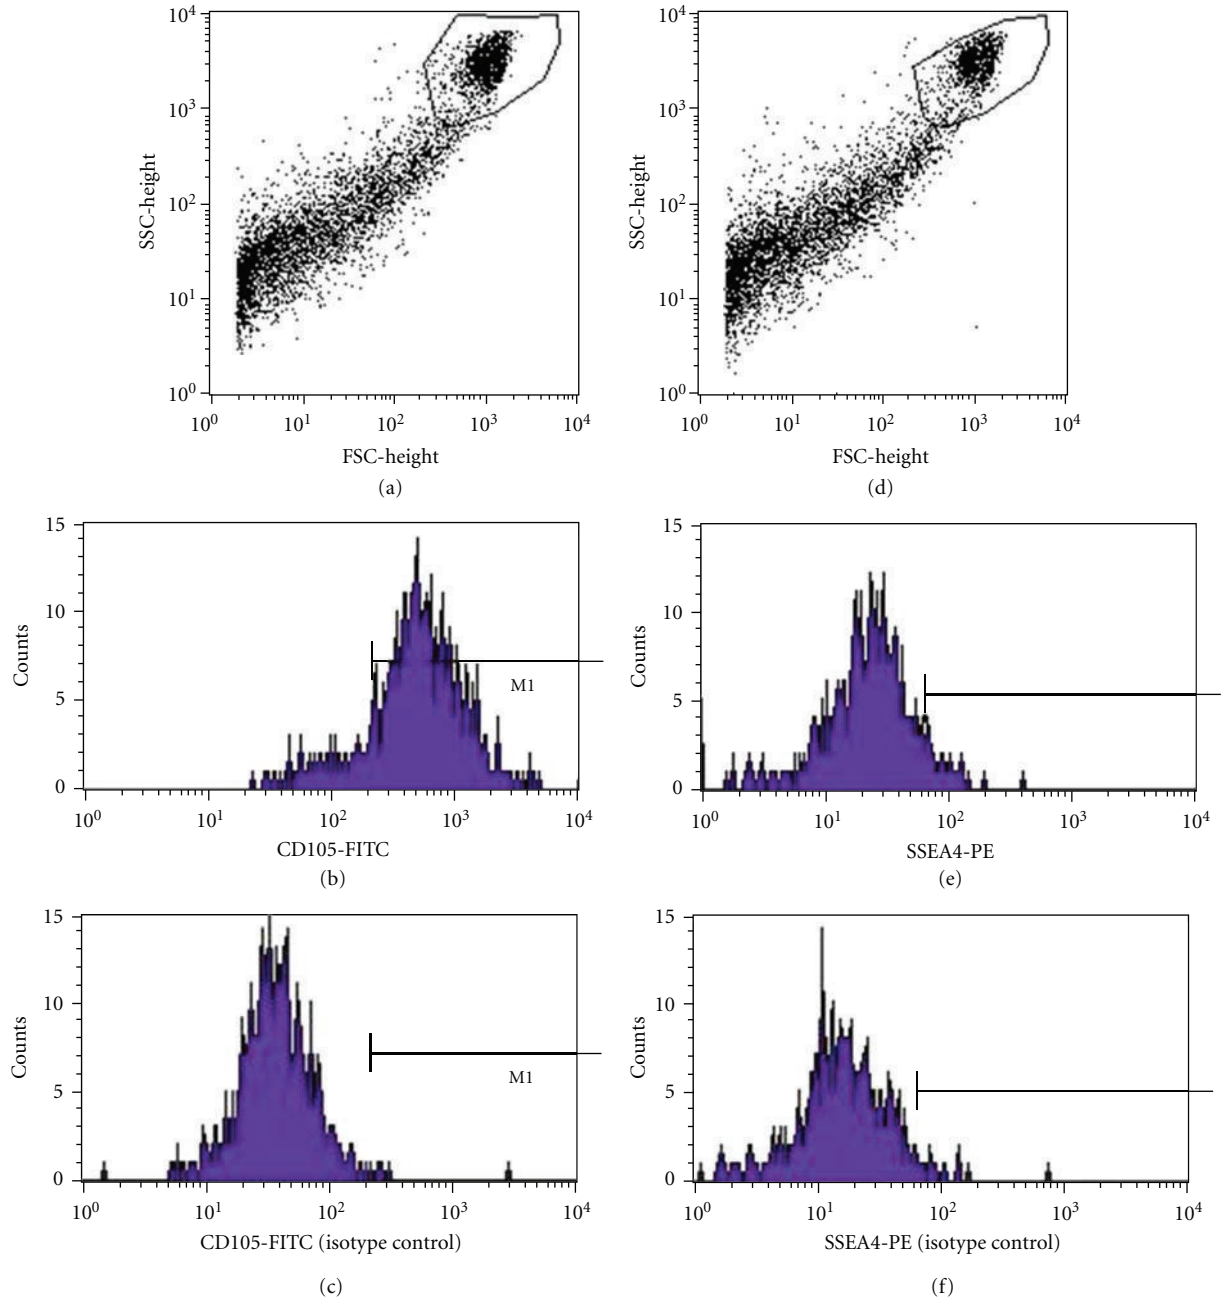 10⁴
10³
10²
10¹
10⁰
SSC-height
10⁰ 10¹ 10² 10³ 10⁴
FSC-height
(a)
10⁴
10³
10²
10¹
10⁰
SSC-height
10⁰ 10¹ 10² 10³ 10⁴
FSC-height
(d)
15
10
5
0
Counts
M1
10⁰ 10¹ 10² 10³ 10⁴
CD105-FITC
(b)
15
10
5
0
Counts
10⁰ 10¹ 10² 10³ 10⁴
SSEA4-PE
(e)
15
10
5
0
Counts
M1
10⁰ 10¹ 10² 10³ 10⁴
CD105-FITC (isotype control)
(c)
15
10
5
0
Counts
10⁰ 10¹ 10² 10³ 10⁴
SSEA4-PE (isotype control)
(f)